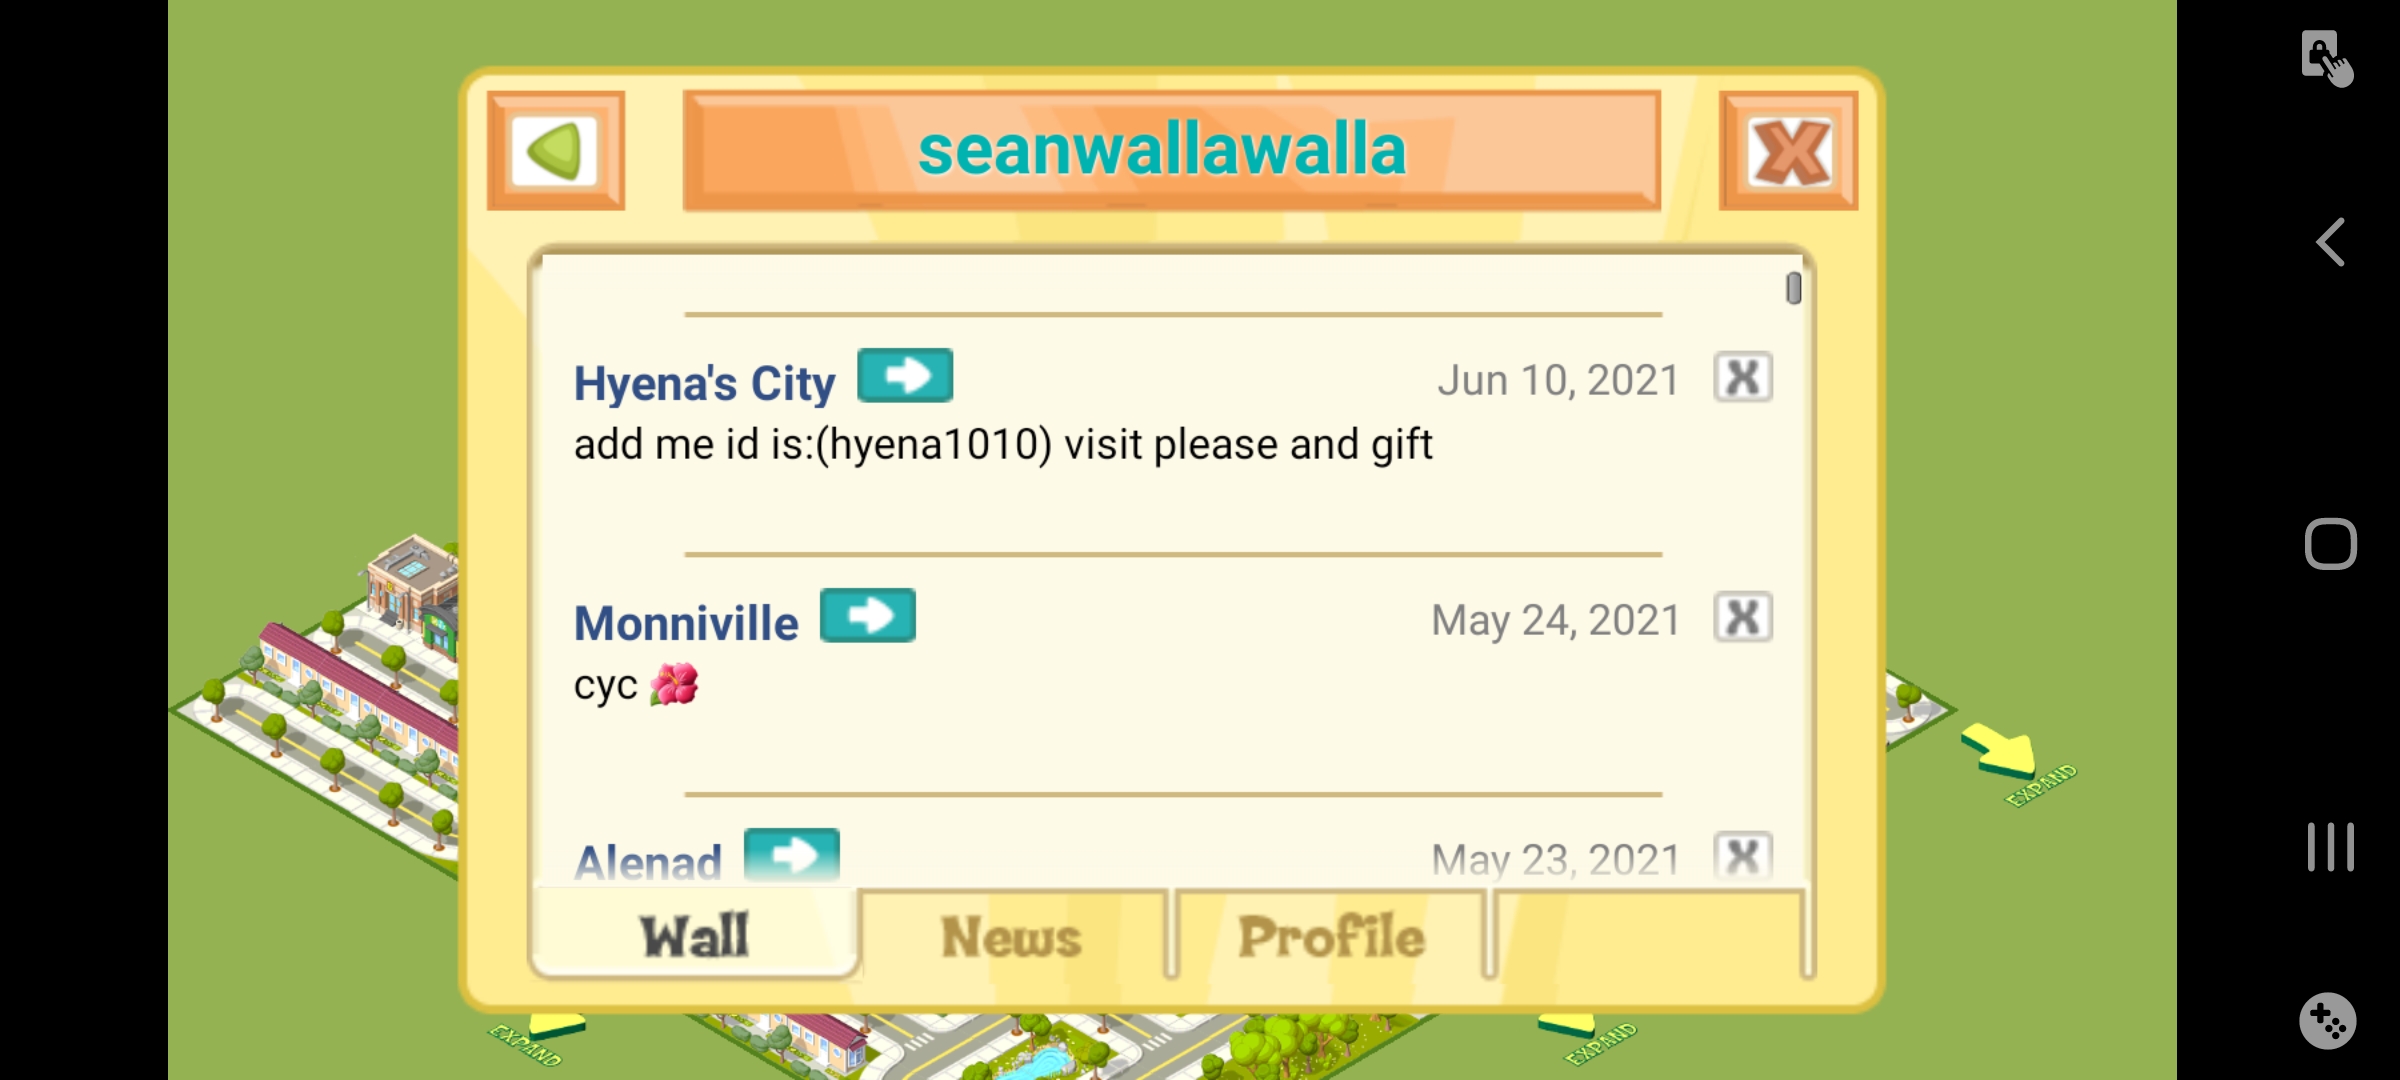 seanwallawalla
Hyena's City
Jun 10, 2021
add me id is:(hyena1010) visit please and gift
Monniville
May 24, 2021
cyc 🌺
Alenad
May 23, 2021
Wall
News
Profile
EXPAND
EXPAND
EXPAND